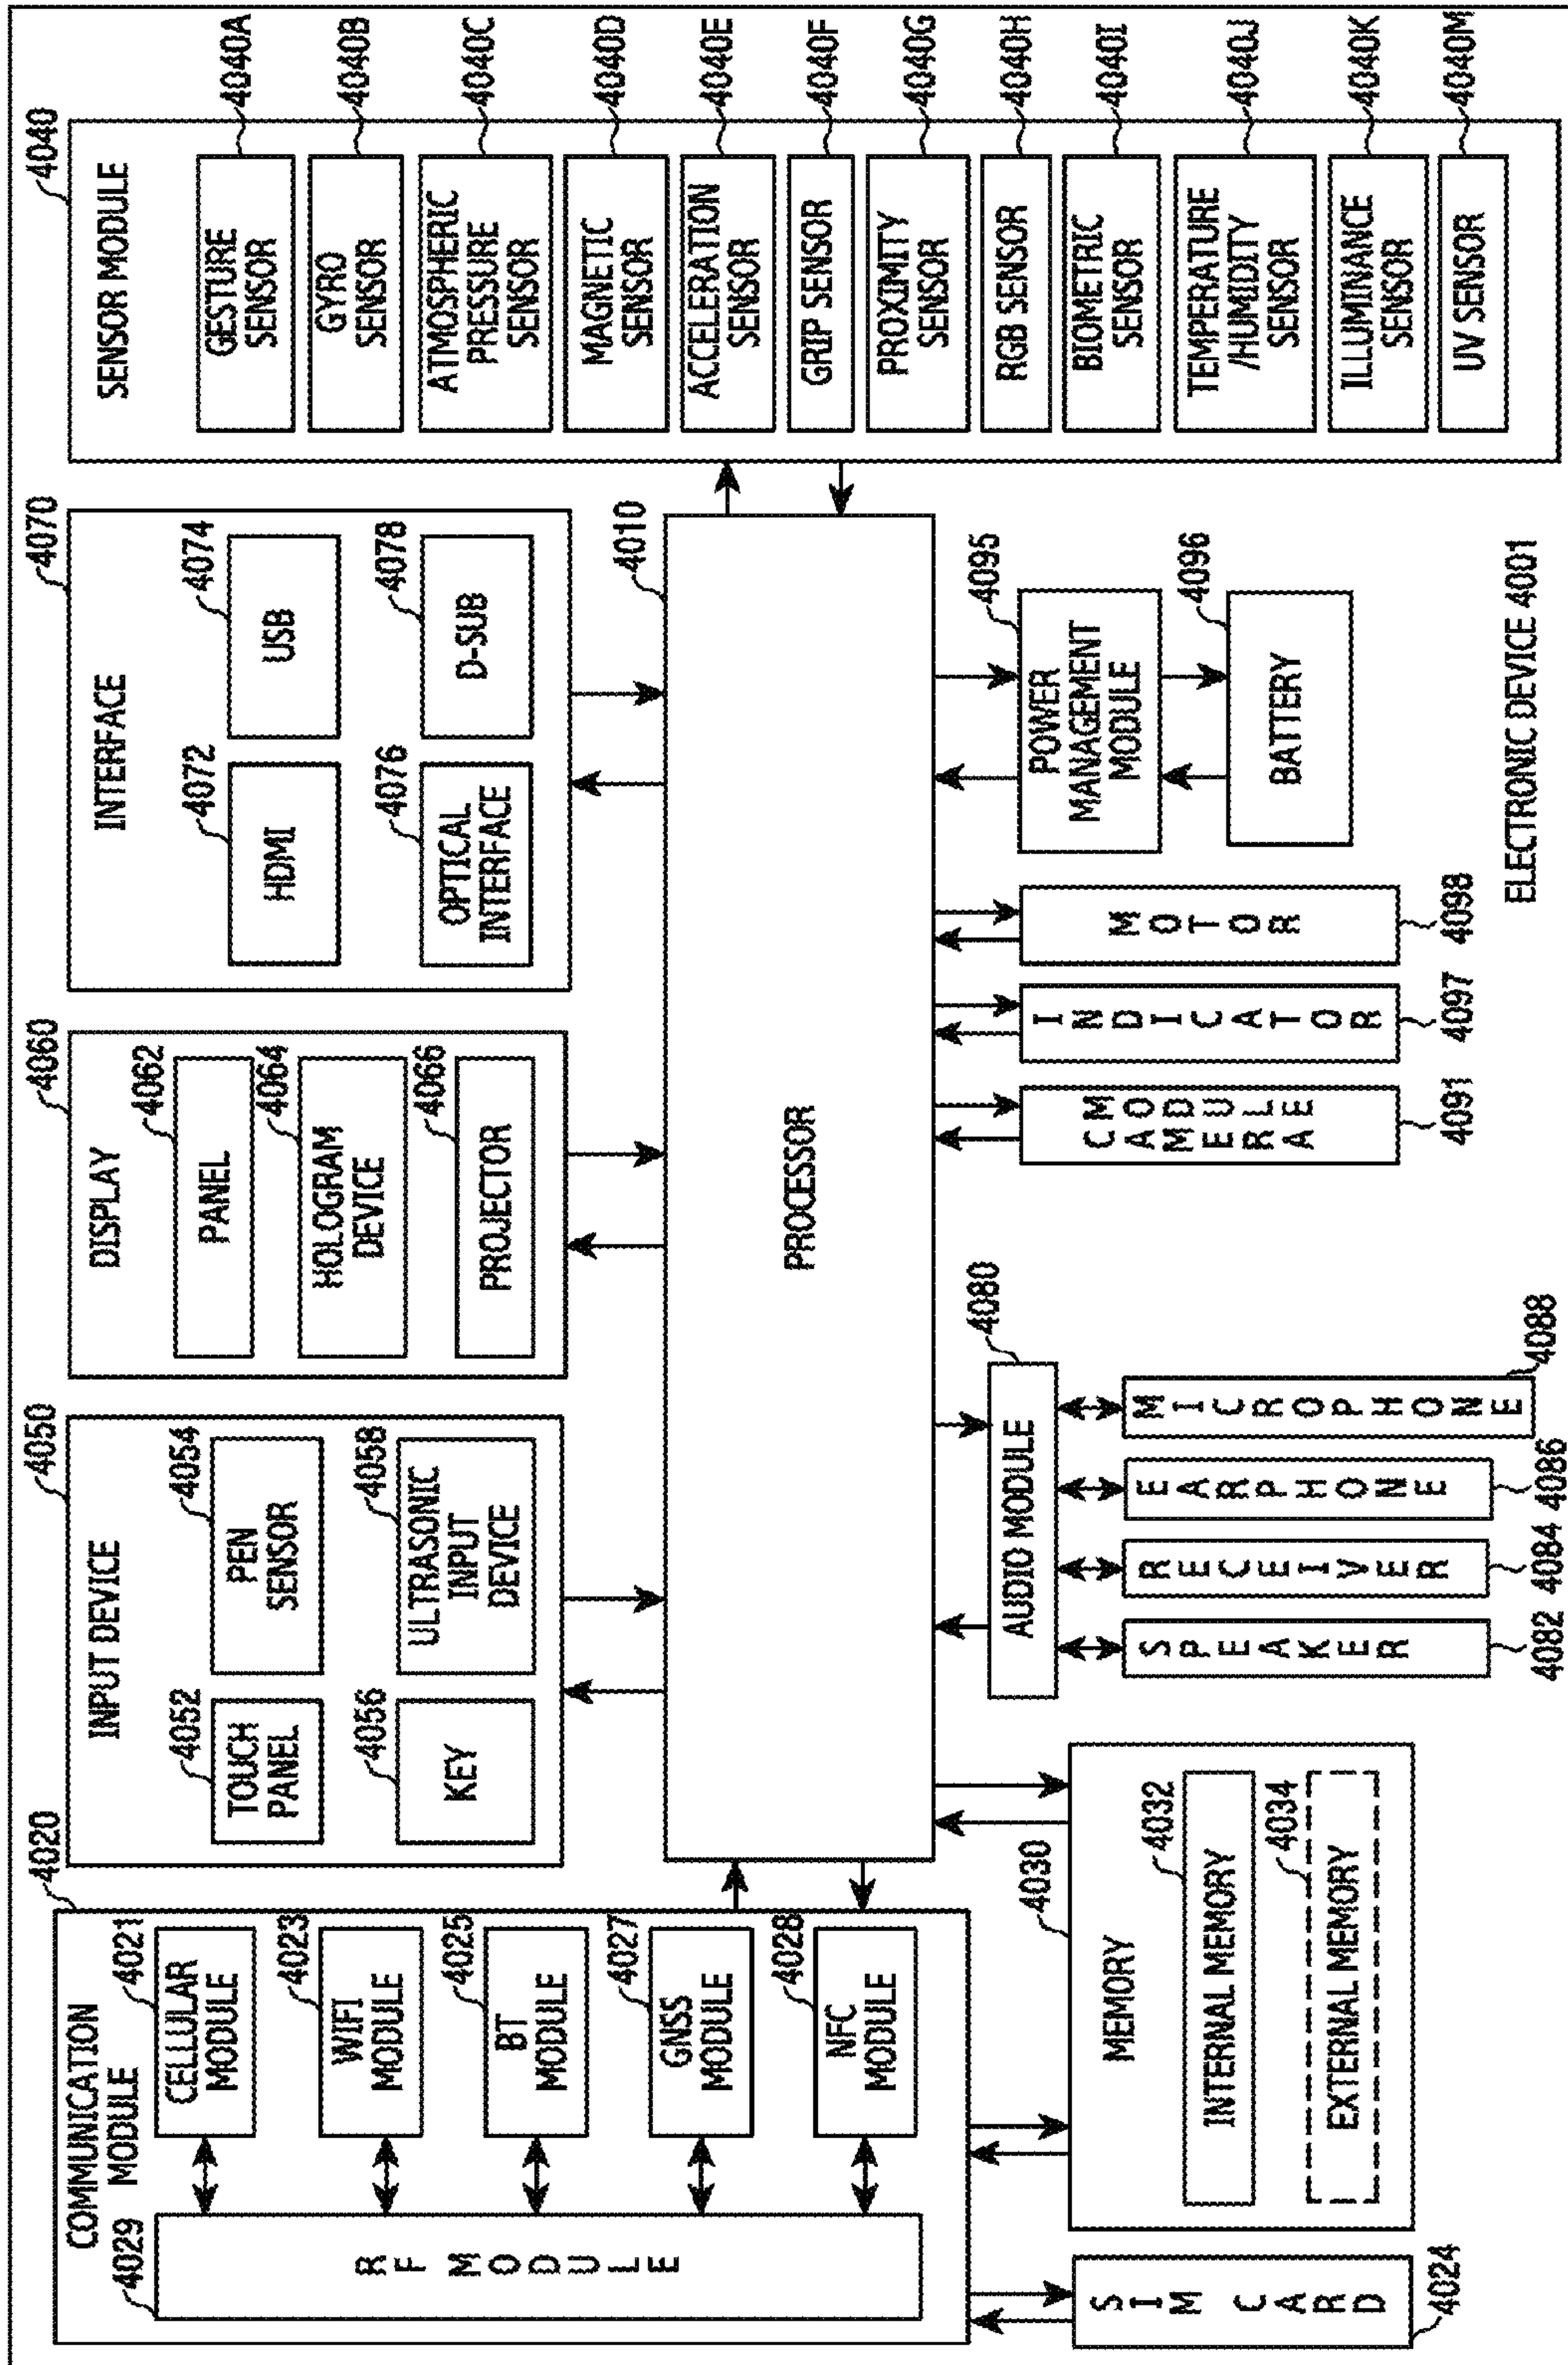 COMMUNICATION
MODULE
4020
4029
RF MODULE
4021
CELLULAR
MODULE
4023
WIFI
MODULE
4025
BT
MODULE
4027
GNSS
MODULE
4028
NFC
MODULE
4050
INPUT DEVICE
4052
TOUCH
PANEL
4054
PEN
SENSOR
4056
KEY
4058
ULTRASONIC
INPUT
DEVICE
4060
DISPLAY
4062
PANEL
4064
HOLOGRAM
DEVICE
4066
PROJECTOR
4070
INTERFACE
4072
HDMI
4074
USB
4076
OPTICAL
INTERFACE
4078
D-SUB
4040
SENSOR MODULE
GESTURE
SENSOR
4040A
GYRO
SENSOR
4040B
ATMOSPHERIC
PRESSURE
SENSOR
4040C
MAGNETIC
SENSOR
4040D
ACCELERATION
SENSOR
4040E
GRIP SENSOR
4040F
PROXIMITY
SENSOR
4040G
RGB SENSOR
4040H
BIOMETRIC
SENSOR
4040I
TEMPERATURE
/HUMIDITY
SENSOR
4040J
ILLUMINANCE
SENSOR
4040K
UV SENSOR
4040M
4010
PROCESSOR
SIM CARD
4024
4030
MEMORY
4032
INTERNAL MEMORY
4034
EXTERNAL MEMORY
4080
AUDIO MODULE
SPEAKER
4082
RECEIVER
4084
EARPHONE
4086
MICROPHONE
4088
CAMERA
MODULE
4091
INDICATOR
4097
MOTOR
4098
4095
POWER
MANAGEMENT
MODULE
4096
BATTERY
ELECTRONIC DEVICE 4001